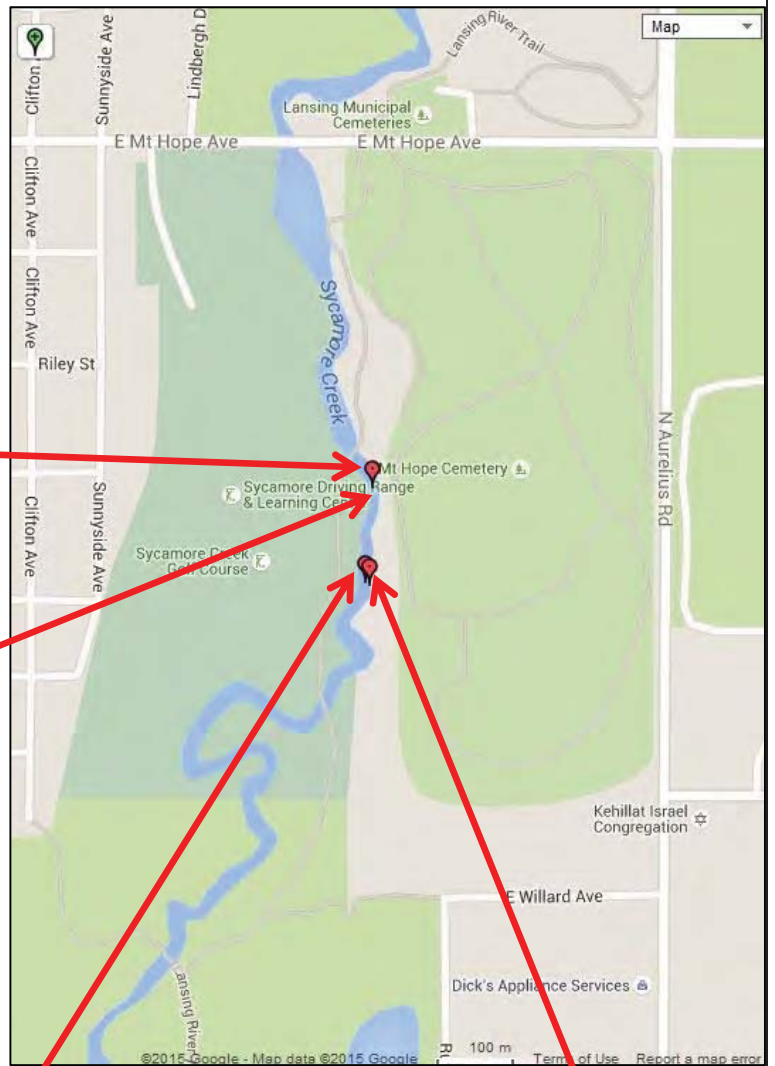 Map
Clifton
Sunnyside Ave
Lindbergh D
Lansing River Trail
Lansing Municipal
Cemeteries
E Mt Hope Ave
E Mt Hope Ave
Clifton Ave
Clifton Ave
Sycamore Creek
Riley St
N Aurelius Rd
Mt Hope Cemetery
Sycamore Driving Range
& Learning Center
Clifton Ave
Sunnyside Ave
Sycamore Creek
Golf Course
Kehillat Israel
Congregation
E Willard Ave
Lansing River
Dick's Appliance Services
Ru
100 m
©2015 Google - Map data ©2015 Google
Terms of Use
Report a map error